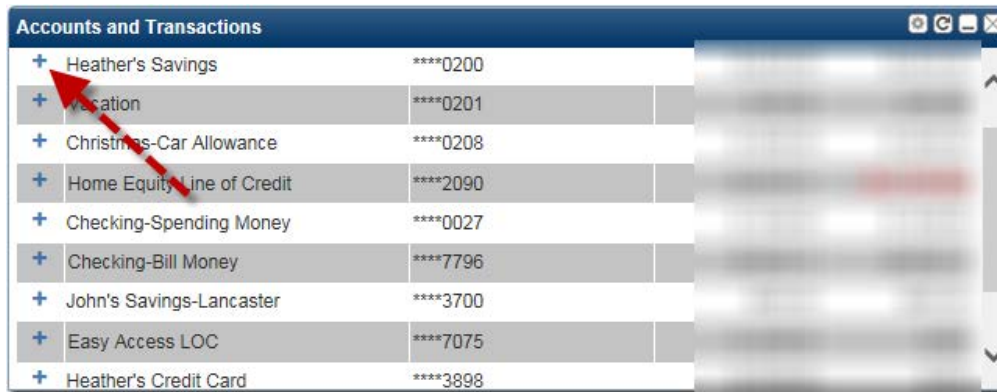 Accounts and Transactions
+ Heather's Savings ****0200
+ Vacation ****0201
+ Christmas-Car Allowance ****0208
+ Home Equity Line of Credit ****2090
+ Checking-Spending Money ****0027
+ Checking-Bill Money ****7796
+ John's Savings-Lancaster ****3700
+ Easy Access LOC ****7075
+ Heather's Credit Card ****3898